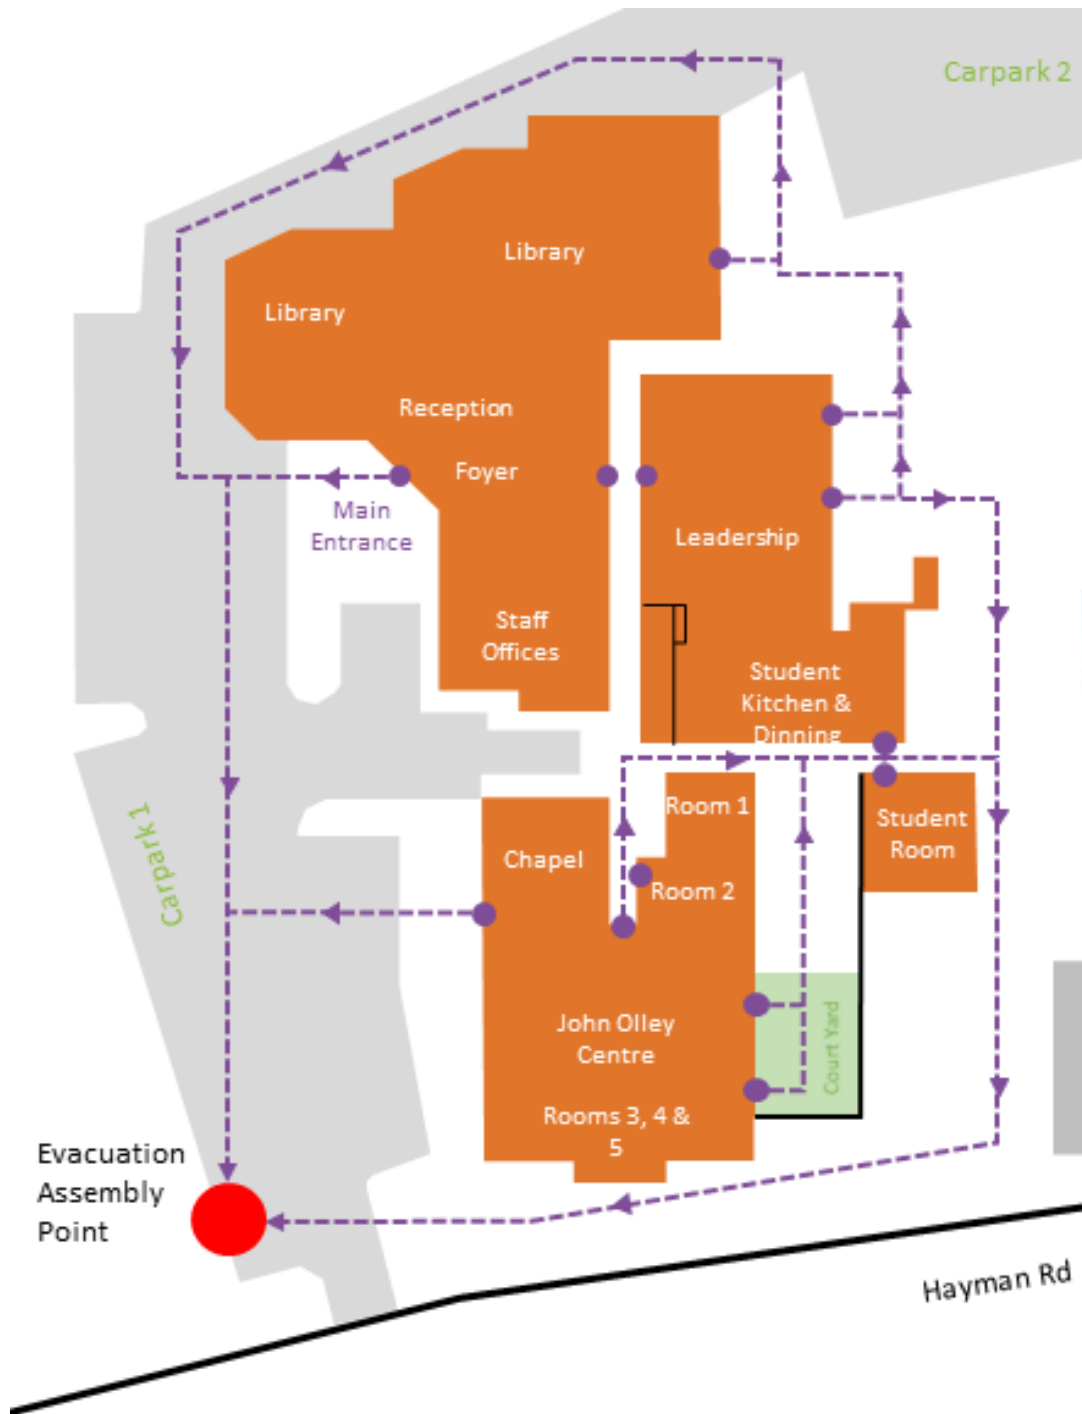 Carpark 2
Library
Library
Reception
Foyer
Main
Entrance
Leadership
Staff
Offices
Student
Kitchen &
Dinning
Room 1
Student
Room
Carpark 1
Chapel
Room 2
John Olley
Centre
Court Yard
Rooms 3, 4 &
5
Evacuation
Assembly
Point
Hayman Rd